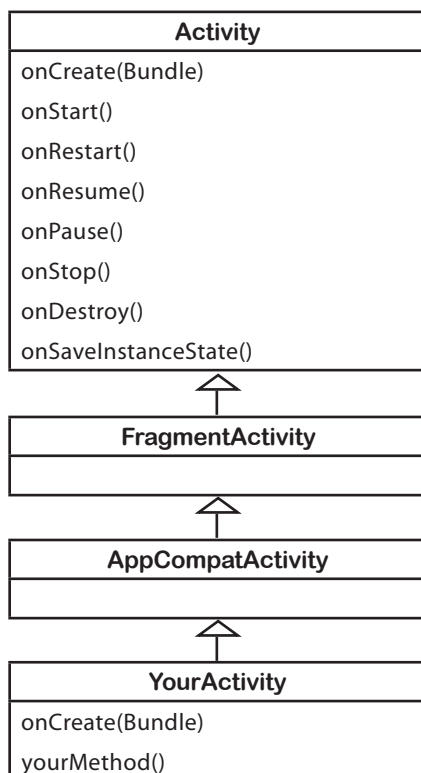 Activity
onCreate(Bundle)
onStart()
onRestart()
onResume()
onPause()
onStop()
onDestroy()
onSaveInstanceState()
FragmentActivity
AppCompatActivity
YourActivity
onCreate(Bundle)
yourMethod()